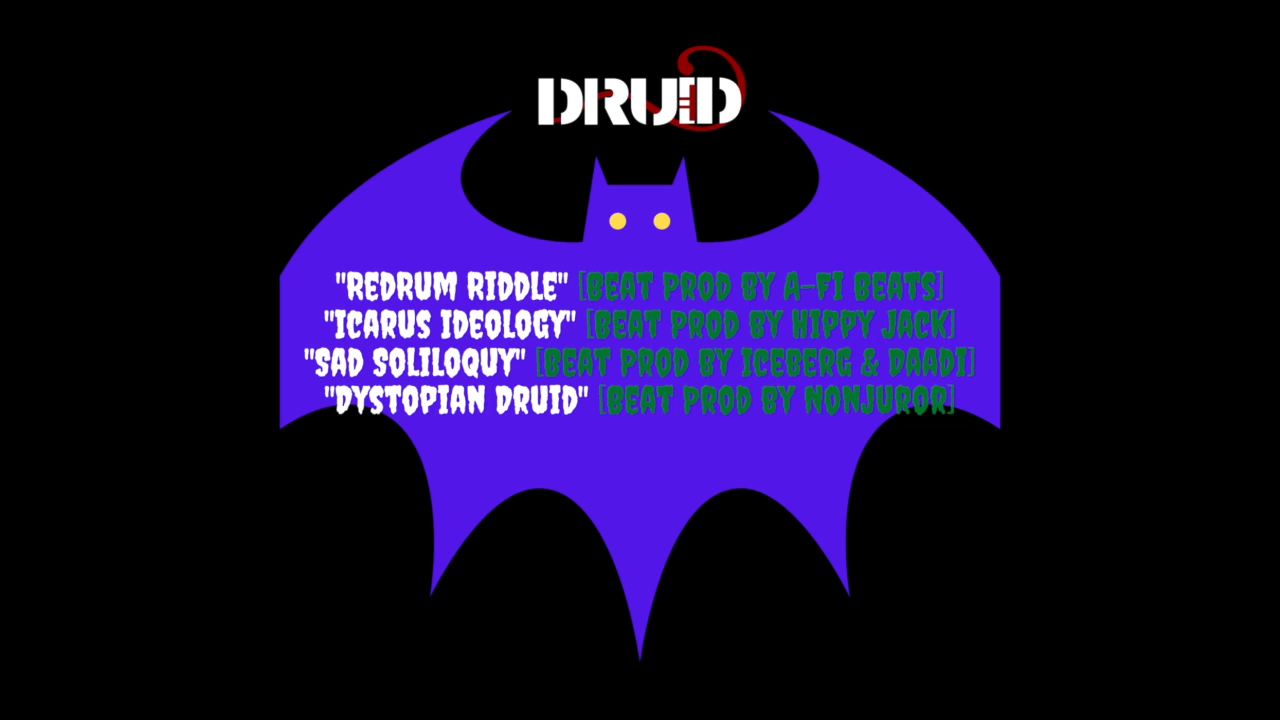 DRUID
"REDRUM RIDDLE" [BEAT PROD BY A-FI BEATS]
"ICARUS IDEOLOGY" [BEAT PROD BY HIPPY JACK]
"SAD SOLILOQUY" [BEAT PROD BY ICEBERG & DAADI]
"DYSTOPIAN DRUID" [BEAT PROD BY NONJUROR]